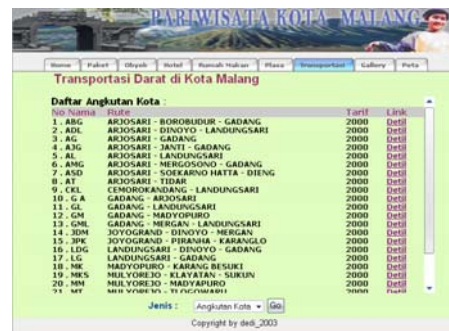 PARIWISATA KOTA MALANG
Home Paket Obyek Hotel Rumah Makan Plaza Transportasi Gallery Peta
Transportasi Darat di Kota Malang
Daftar Angkutan Kota :
No Nama Rute Tarif Link
1 . ABG ARJOSARI - BOROBUDUR - GADANG 2000 Detil
2 . ADL ARJOSARI - DINOYO - LANDUNGSARI 2000 Detil
3 . AG ARJOSARI - GADANG 2000 Detil
4 . AJG ARJOSARI - JANTI - GADANG 2000 Detil
5 . AL ARJOSARI - LANDUNGSARI 2000 Detil
6 . AMG ARJOSARI - MERGOSONO - GADANG 2000 Detil
7 . ASD ARJOSARI - SOEKARNO HATTA - DIENG 2000 Detil
8 . AT ARJOSARI - TIDAR 2000 Detil
9 . CKL CEMOROKANDANG - LANDUNGSARI 2000 Detil
10 . G A GADANG - ARJOSARI 2000 Detil
11 . GL GADANG - LANDUNGSARI 2000 Detil
12 . GM GADANG - MADYOPURO 2000 Detil
13 . GML GADANG - MERGAN - LANDUNGSARI 2000 Detil
14 . JDM JOYOGRAND - DINOYO - MERGAN 2000 Detil
15 . JPK JOYOGRAND - PIRANHA - KARANGLO 2000 Detil
16 . LDG LANDUNGSARI - DINOYO - GADANG 2000 Detil
17 . LG LANDUNGSARI - GADANG 2000 Detil
18 . MK MADYOPURO - KARANG BESUKI 2000 Detil
19 . MKS MULYOREJO - KLAYATAN - SUKUN 2000 Detil
20 . MM MULYOREJO - MADYAPURO 2000 Detil
21 . MT MULYOREJO - TLOGOWARU 2000 Detil
Jenis : Angkutan Kota Go
Copyright by dedi_2003